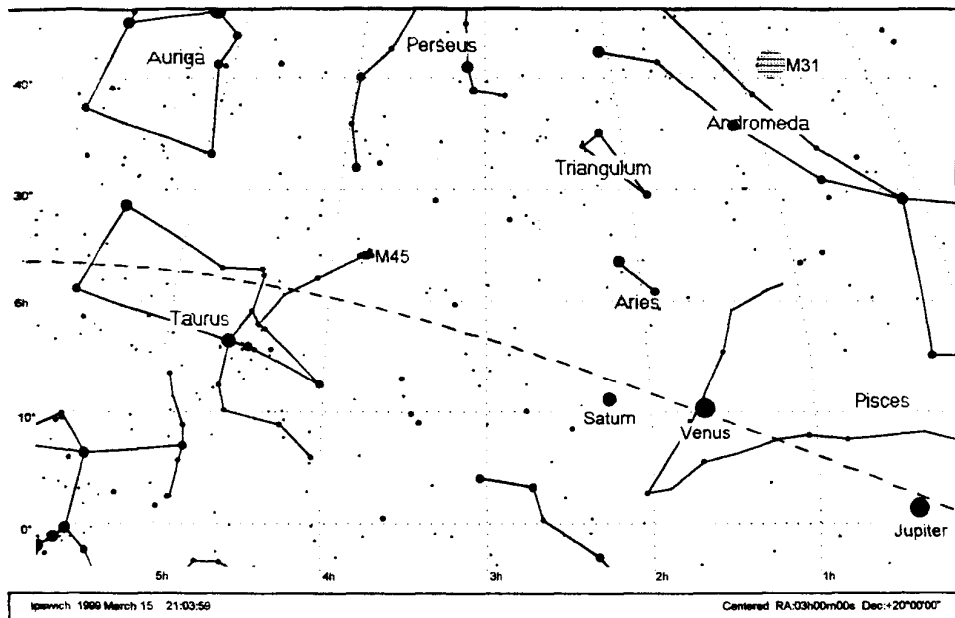 Auriga
Perseus
M31
40°
Andromeda
Triangulum
30°
M45
6h
Aries
Taurus
Pisces
10°
Saturn
Venus
0°
Jupiter
5h 4h 3h 2h 1h
Ipswich 1999 March 15 21:03:59 Centered RA:03h00m00s Dec:+20°00'00"